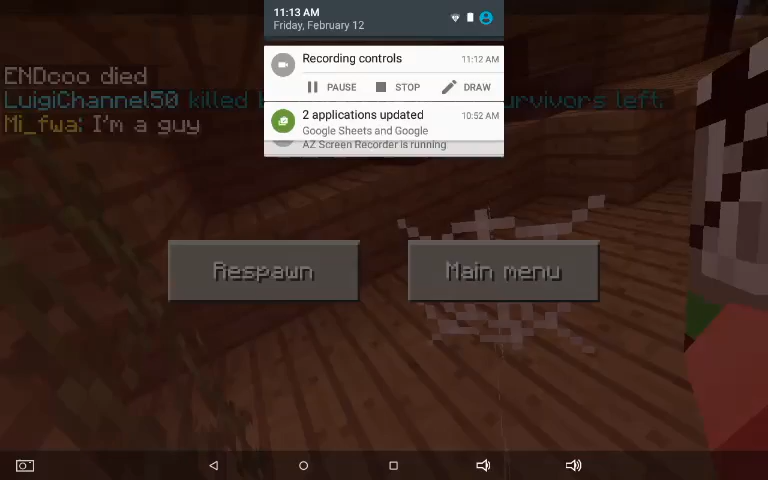 11:13 AM
Friday, February 12
Recording controls 11:12 AM
PAUSE STOP DRAW
2 applications updated 10:52 AM
Google Sheets and Google
AZ Screen Recorder is running
ENDcoo died
LuigiChannel50 killed survivors left.
Mi_fwa: I'm a guy
Respawn Main menu